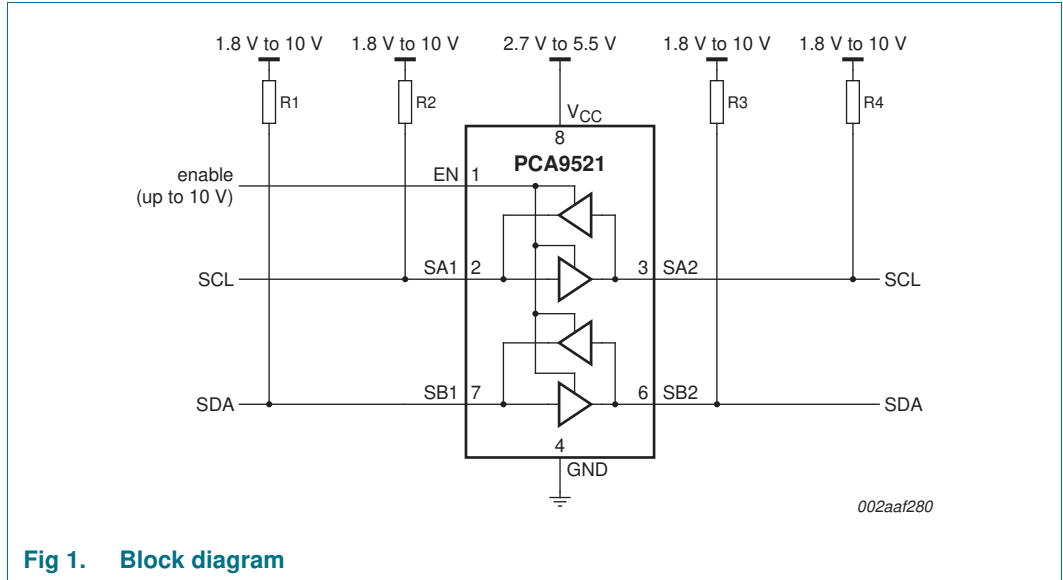 1.8 V to 10 V 1.8 V to 10 V 2.7 V to 5.5 V 1.8 V to 10 V 1.8 V to 10 V
R1 R2 R3 R4
VCC
8
PCA9521
enable
(up to 10 V)
EN 1
SCL SA1 2 3 SA2 SCL
SDA SB1 7 6 SB2 SDA
4
GND
002aaf280
Fig 1. Block diagram